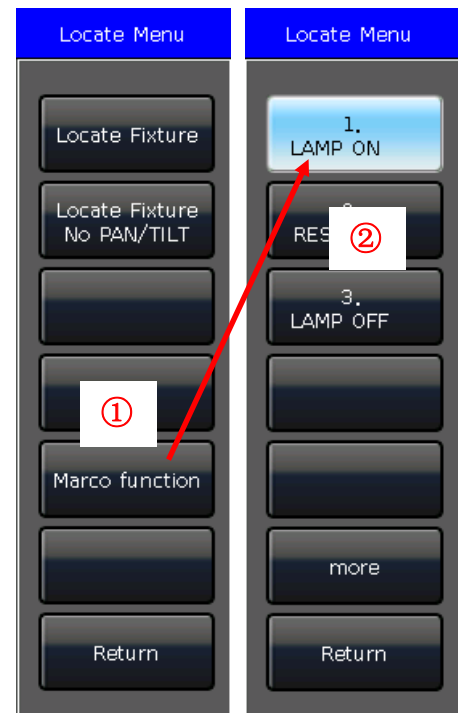 Locate Menu
Locate Fixture
Locate Fixture
No PAN/TILT
①
Marco function
Return
Locate Menu
1.
LAMP ON
②
3.
LAMP OFF
more
Return